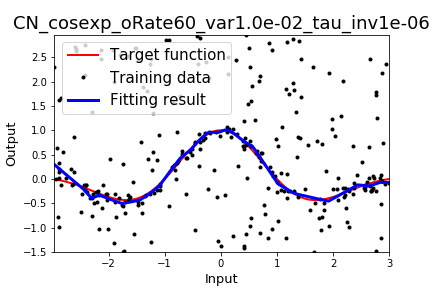 CN_cosexp_oRate60_var1.0e-02_tau_inv1e-06
Target function
Training data
Fitting result
2.5
2.0
1.5
1.0
0.5
0.0
−0.5
−1.0
−1.5
Output
−2
−1
0
1
2
3
Input